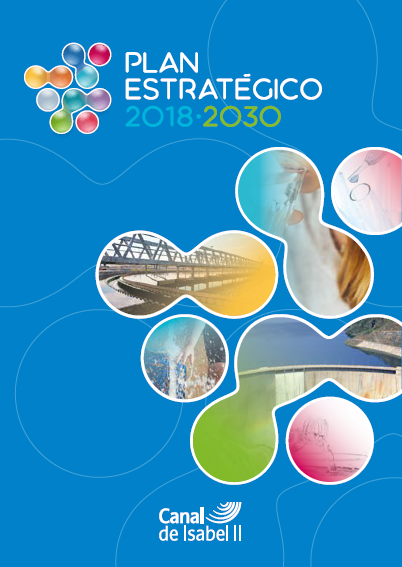 PLAN
ESTRATÉGICO
2018·2030
Canal
de Isabel II